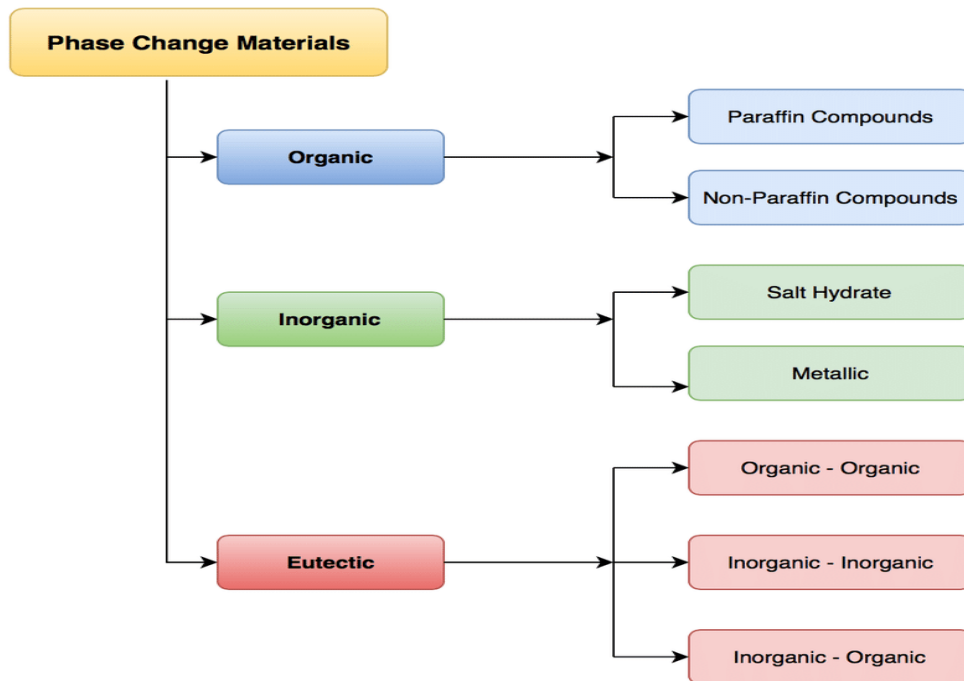 Phase Change Materials
Organic
Paraffin Compounds
Non-Paraffin Compounds
Inorganic
Salt Hydrate
Metallic
Eutectic
Organic - Organic
Inorganic - Inorganic
Inorganic - Organic